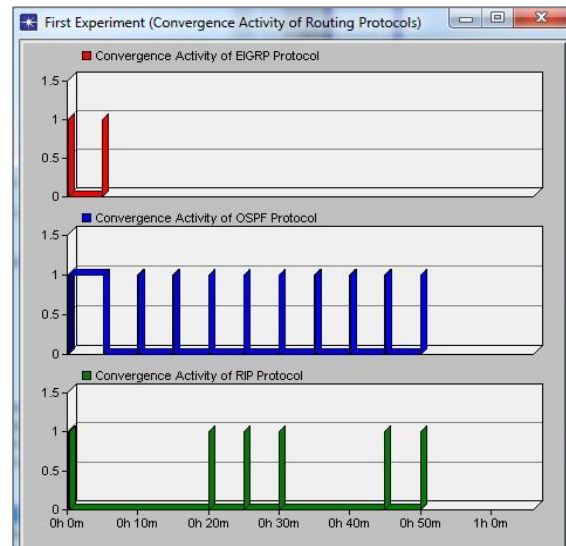 First Experiment (Convergence Activity of Routing Protocols)
Convergence Activity of EIGRP Protocol
1.5
1
0.5
0
Convergence Activity of OSPF Protocol
1.5
1
0.5
0
Convergence Activity of RIP Protocol
1.5
1
0.5
0
0h 0m 0h 10m 0h 20m 0h 30m 0h 40m 0h 50m 1h 0m